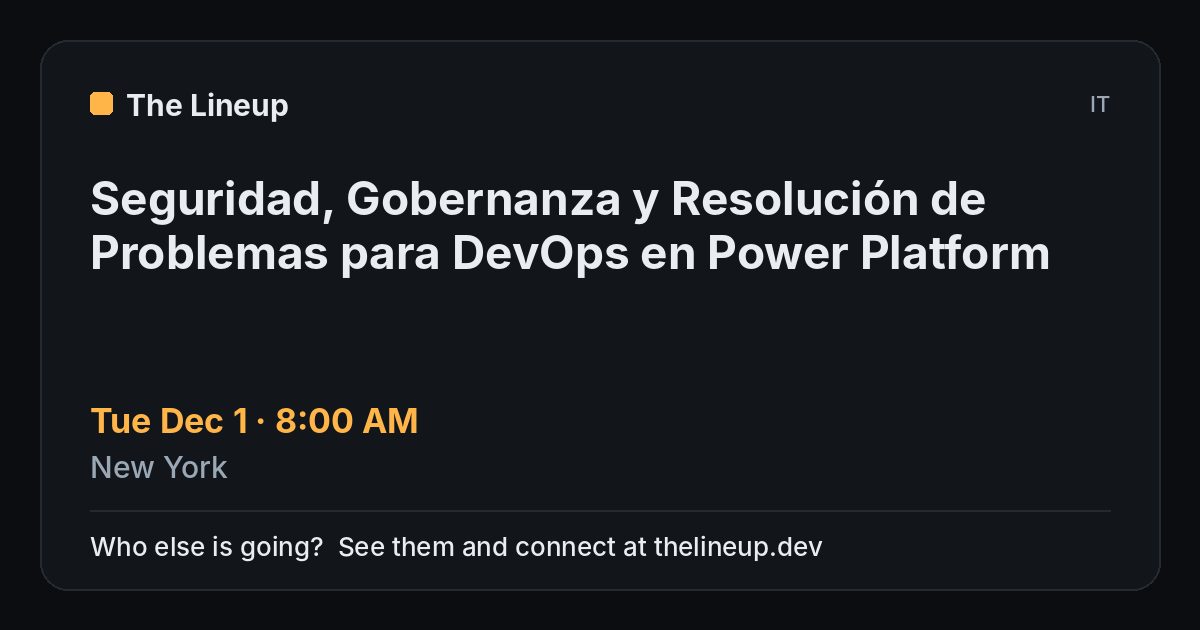 The Lineup
IT
Seguridad, Gobernanza y Resolución de
Problemas para DevOps en Power Platform
Tue Dec 1 · 8:00 AM
New York
Who else is going? See them and connect at thelineup.dev